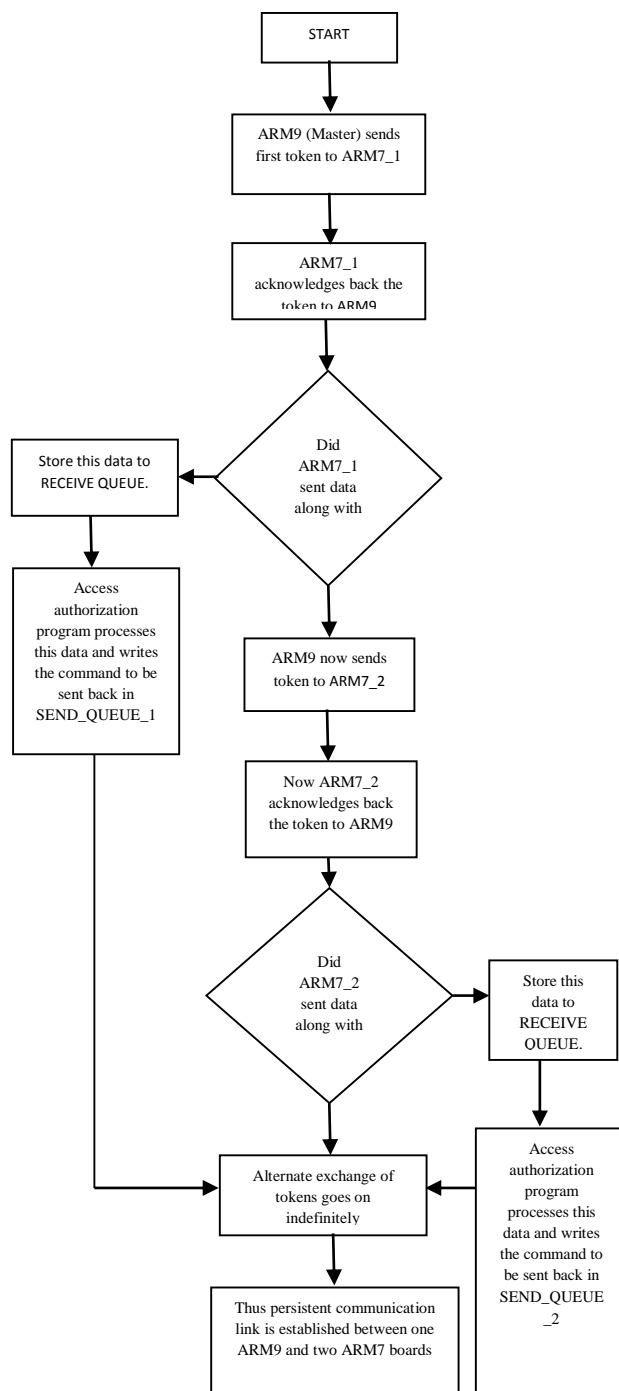 START
ARM9 (Master) sends
first token to ARM7_1
ARM7_1
acknowledges back the
token to ARM9
Did
ARM7_1
sent data
along with
Store this data to
RECEIVE QUEUE.
Access
authorization
program processes
this data and writes
the command to be
sent back in
SEND_QUEUE_1
ARM9 now sends
token to ARM7_2
Now ARM7_2
acknowledges back
the token to ARM9
Did
ARM7_2
sent data
along with
Store this
data to
RECEIVE
QUEUE.
Access
authorization
program
processes this
data and writes
the command to
be sent back in
SEND_QUEUE
_2
Alternate exchange of
tokens goes on
indefinitely
Thus persistent communication
link is established between one
ARM9 and two ARM7 boards